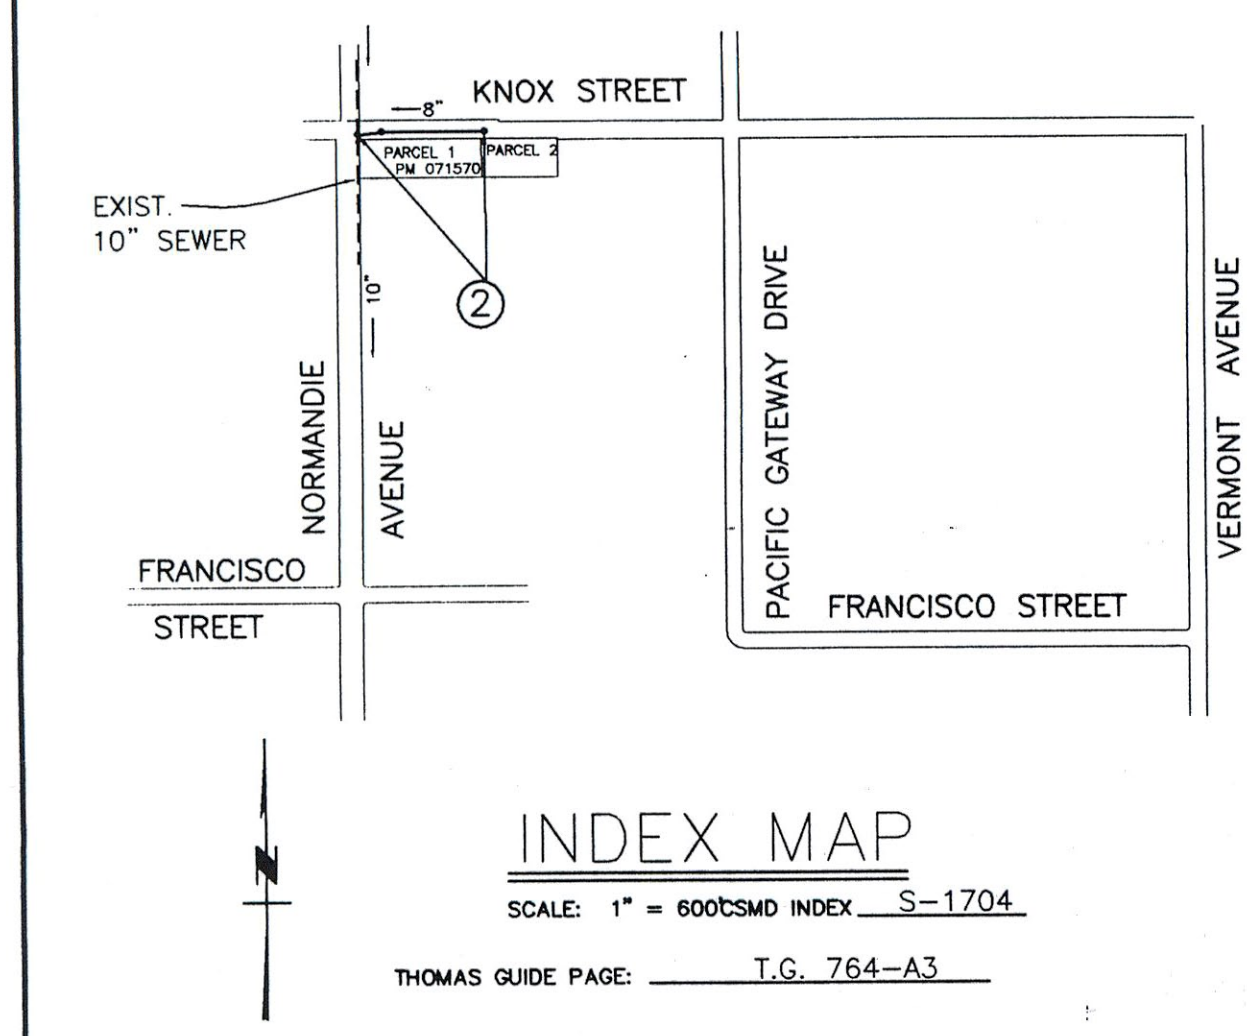 KNOX STREET
8"
PARCEL 1
PM 071570
PARCEL 2
EXIST.
10" SEWER
10"
2
NORMANDIE
AVENUE
PACIFIC GATEWAY DRIVE
VERMONT AVENUE
FRANCISCO
STREET
FRANCISCO STREET
N
INDEX MAP
SCALE: 1" = 600' CSMD INDEX S-1704
THOMAS GUIDE PAGE: T.G. 764-A3